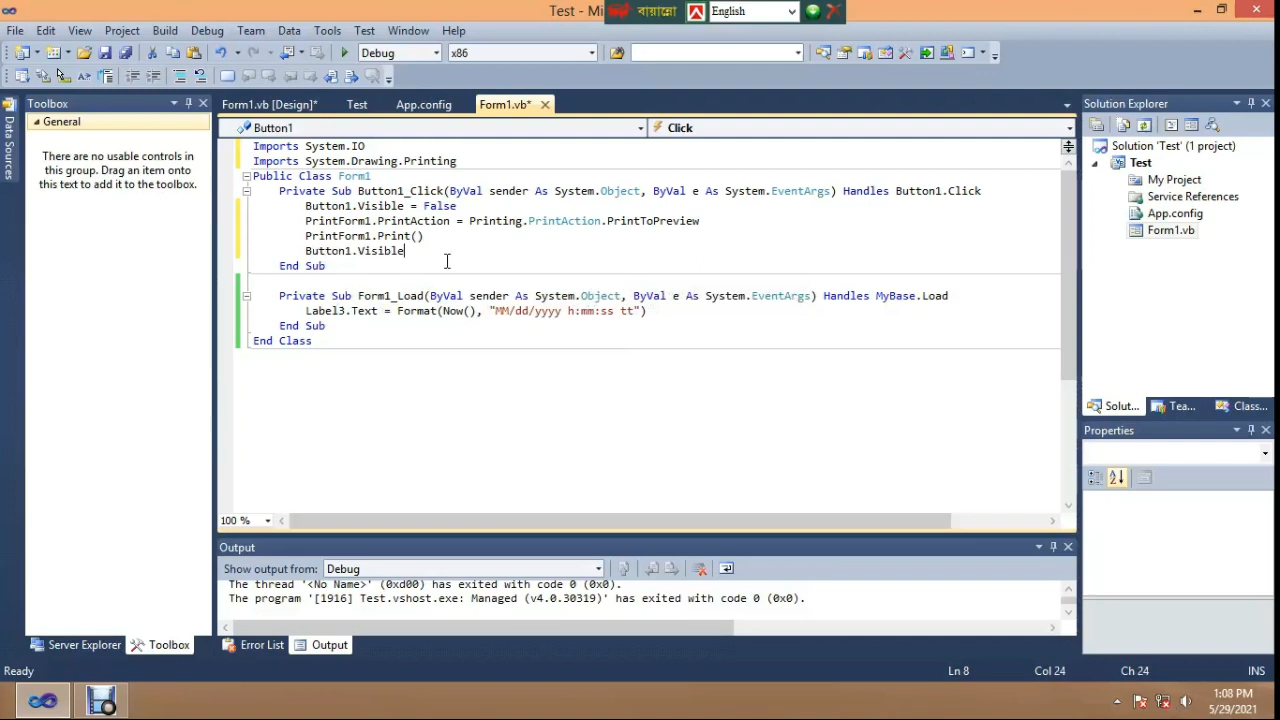 Test - Mi
বায়ান্নো
English
File Edit View Project Build Debug Team Data Tools Test Window Help
Debug
x86
Toolbox
General
There are no usable controls in
this group. Drag an item onto
this text to add it to the toolbox.
Data Sources
Form1.vb [Design]* Test App.config Form1.vb*
Button1
Click
Imports System.IO
Imports System.Drawing.Printing
Public Class Form1
Private Sub Button1_Click(ByVal sender As System.Object, ByVal e As System.EventArgs) Handles Button1.Click
Button1.Visible = False
PrintForm1.PrintAction = Printing.PrintAction.PrintToPreview
PrintForm1.Print()
Button1.Visible
End Sub
Private Sub Form1_Load(ByVal sender As System.Object, ByVal e As System.EventArgs) Handles MyBase.Load
Label3.Text = Format(Now(), "MM/dd/yyyy h:mm:ss tt")
End Sub
End Class
100 %
Output
Show output from: Debug
The thread '<No Name>' (0xd00) has exited with code 0 (0x0).
The program '[1916] Test.vshost.exe: Managed (v4.0.30319)' has exited with code 0 (0x0).
Server Explorer Toolbox
Error List Output
Solution Explorer
Solution 'Test' (1 project)
Test
My Project
Service References
App.config
Form1.vb
Solut... Tea... Class...
Properties
Ready
Ln 8 Col 24 Ch 24 INS
1:08 PM
5/29/2021